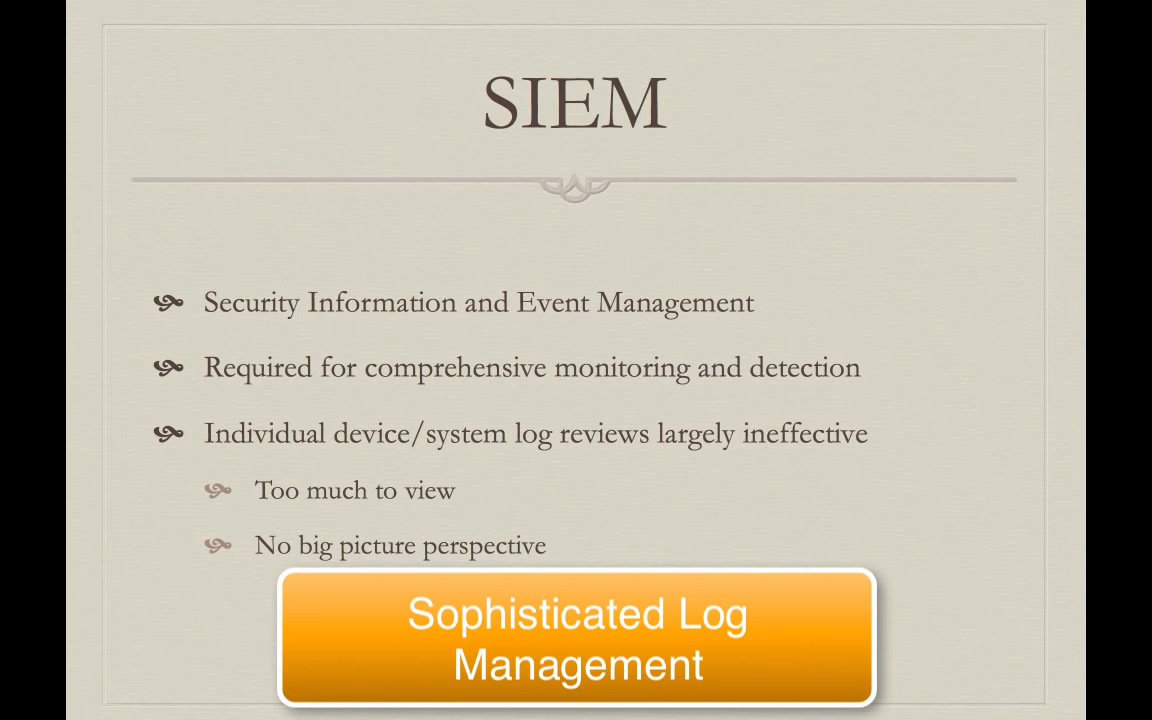 SIEM
Security Information and Event Management
Required for comprehensive monitoring and detection
Individual device/system log reviews largely ineffective
Too much to view
No big picture perspective
Sophisticated Log
Management